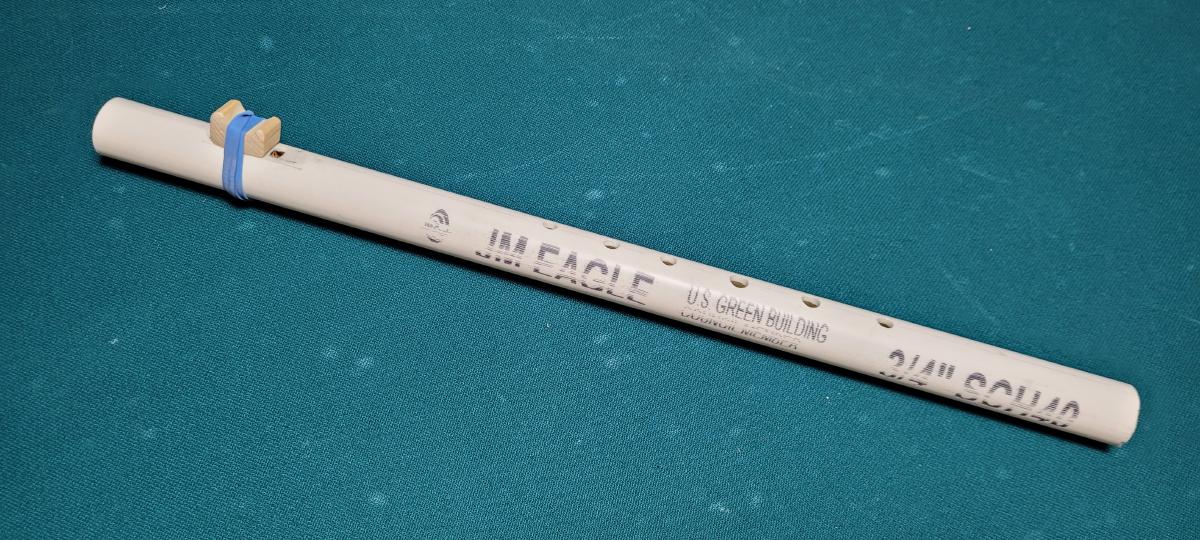 JM EAGLE
U.S. GREEN BUILDING
COUNCIL MEMBER
3/4" SCH40